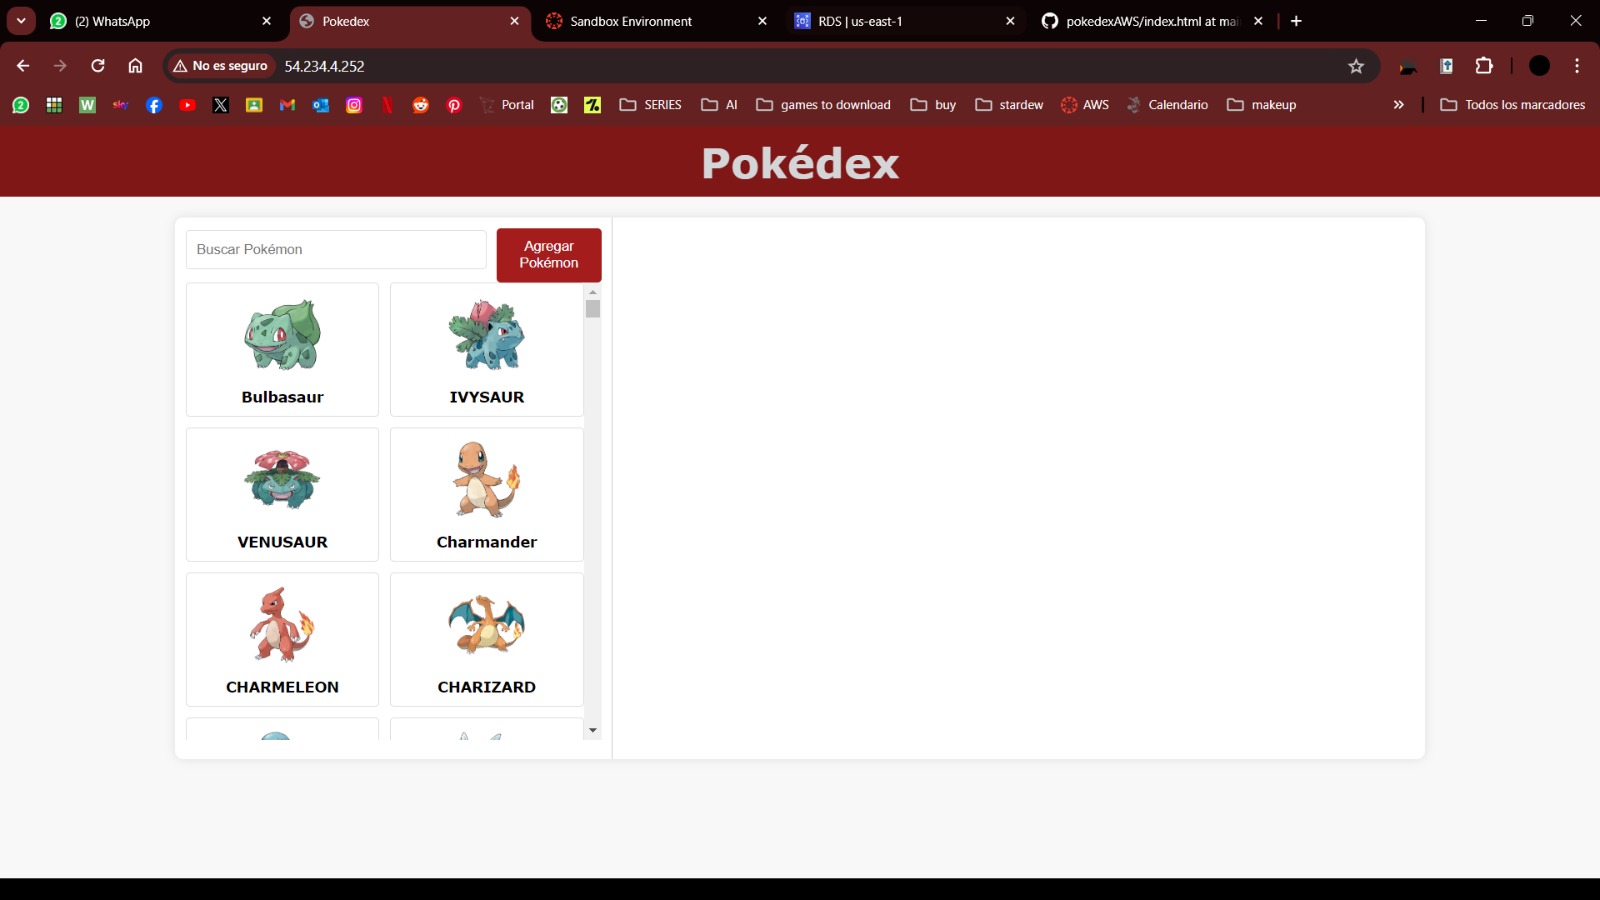 (2) WhatsApp
Pokedex
Sandbox Environment
RDS | us-east-1
pokedexAWS/index.html at mai
No es seguro
54.234.4.252
sky
Portal
SERIES
AI
games to download
buy
stardew
AWS
Calendario
makeup
Todos los marcadores
Pokédex
Buscar Pokémon
Agregar
Pokémon
Bulbasaur
IVYSAUR
VENUSAUR
Charmander
CHARMELEON
CHARIZARD